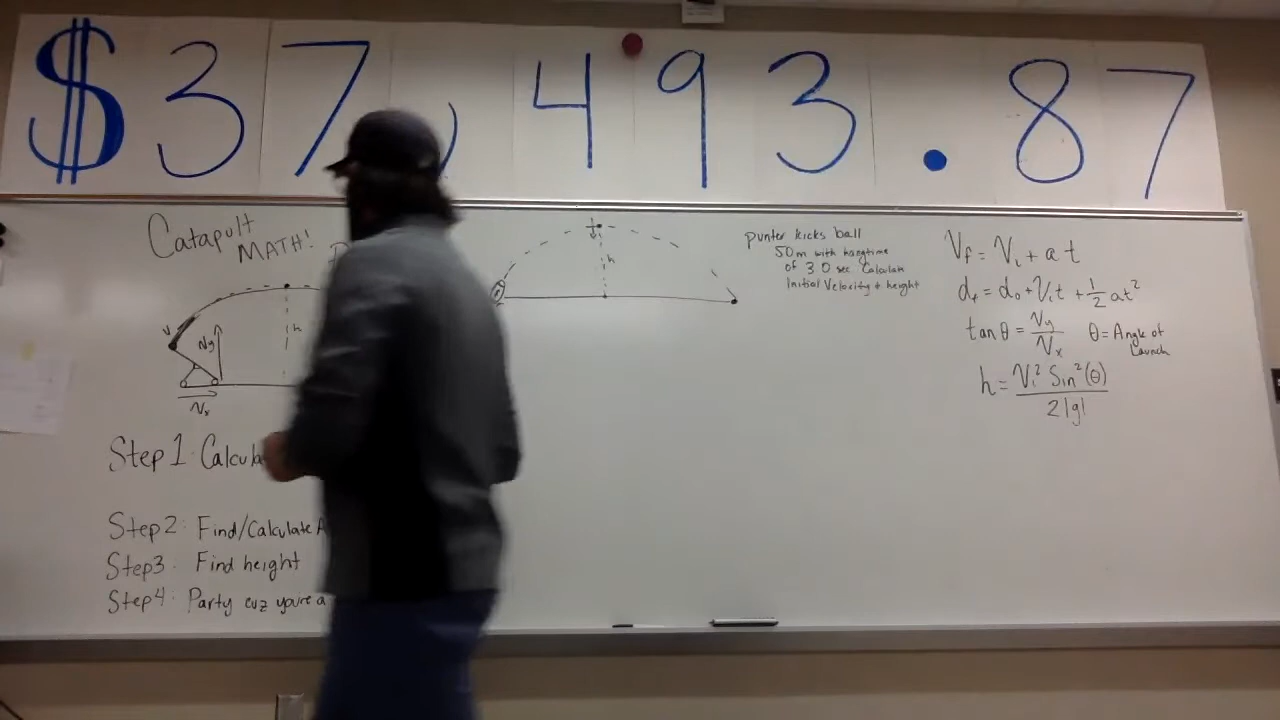 $37,493.87
Catapult
MATH!
h
V
Vy
Vx
Step 1: Calcula
Step2: Find/Calculate A
Step3: Find height
Step4: Party cuz youre a
h
punter kicks ball
50m with hangtime
of 3.0 sec. Calculate
Initial Velocity + height
Vf = Vi + at
df = do + Vit + 1/2 at²
tan θ = Vy/Vx θ = Angle of
Launch
h = Vi² Sin²(θ)
2|g|